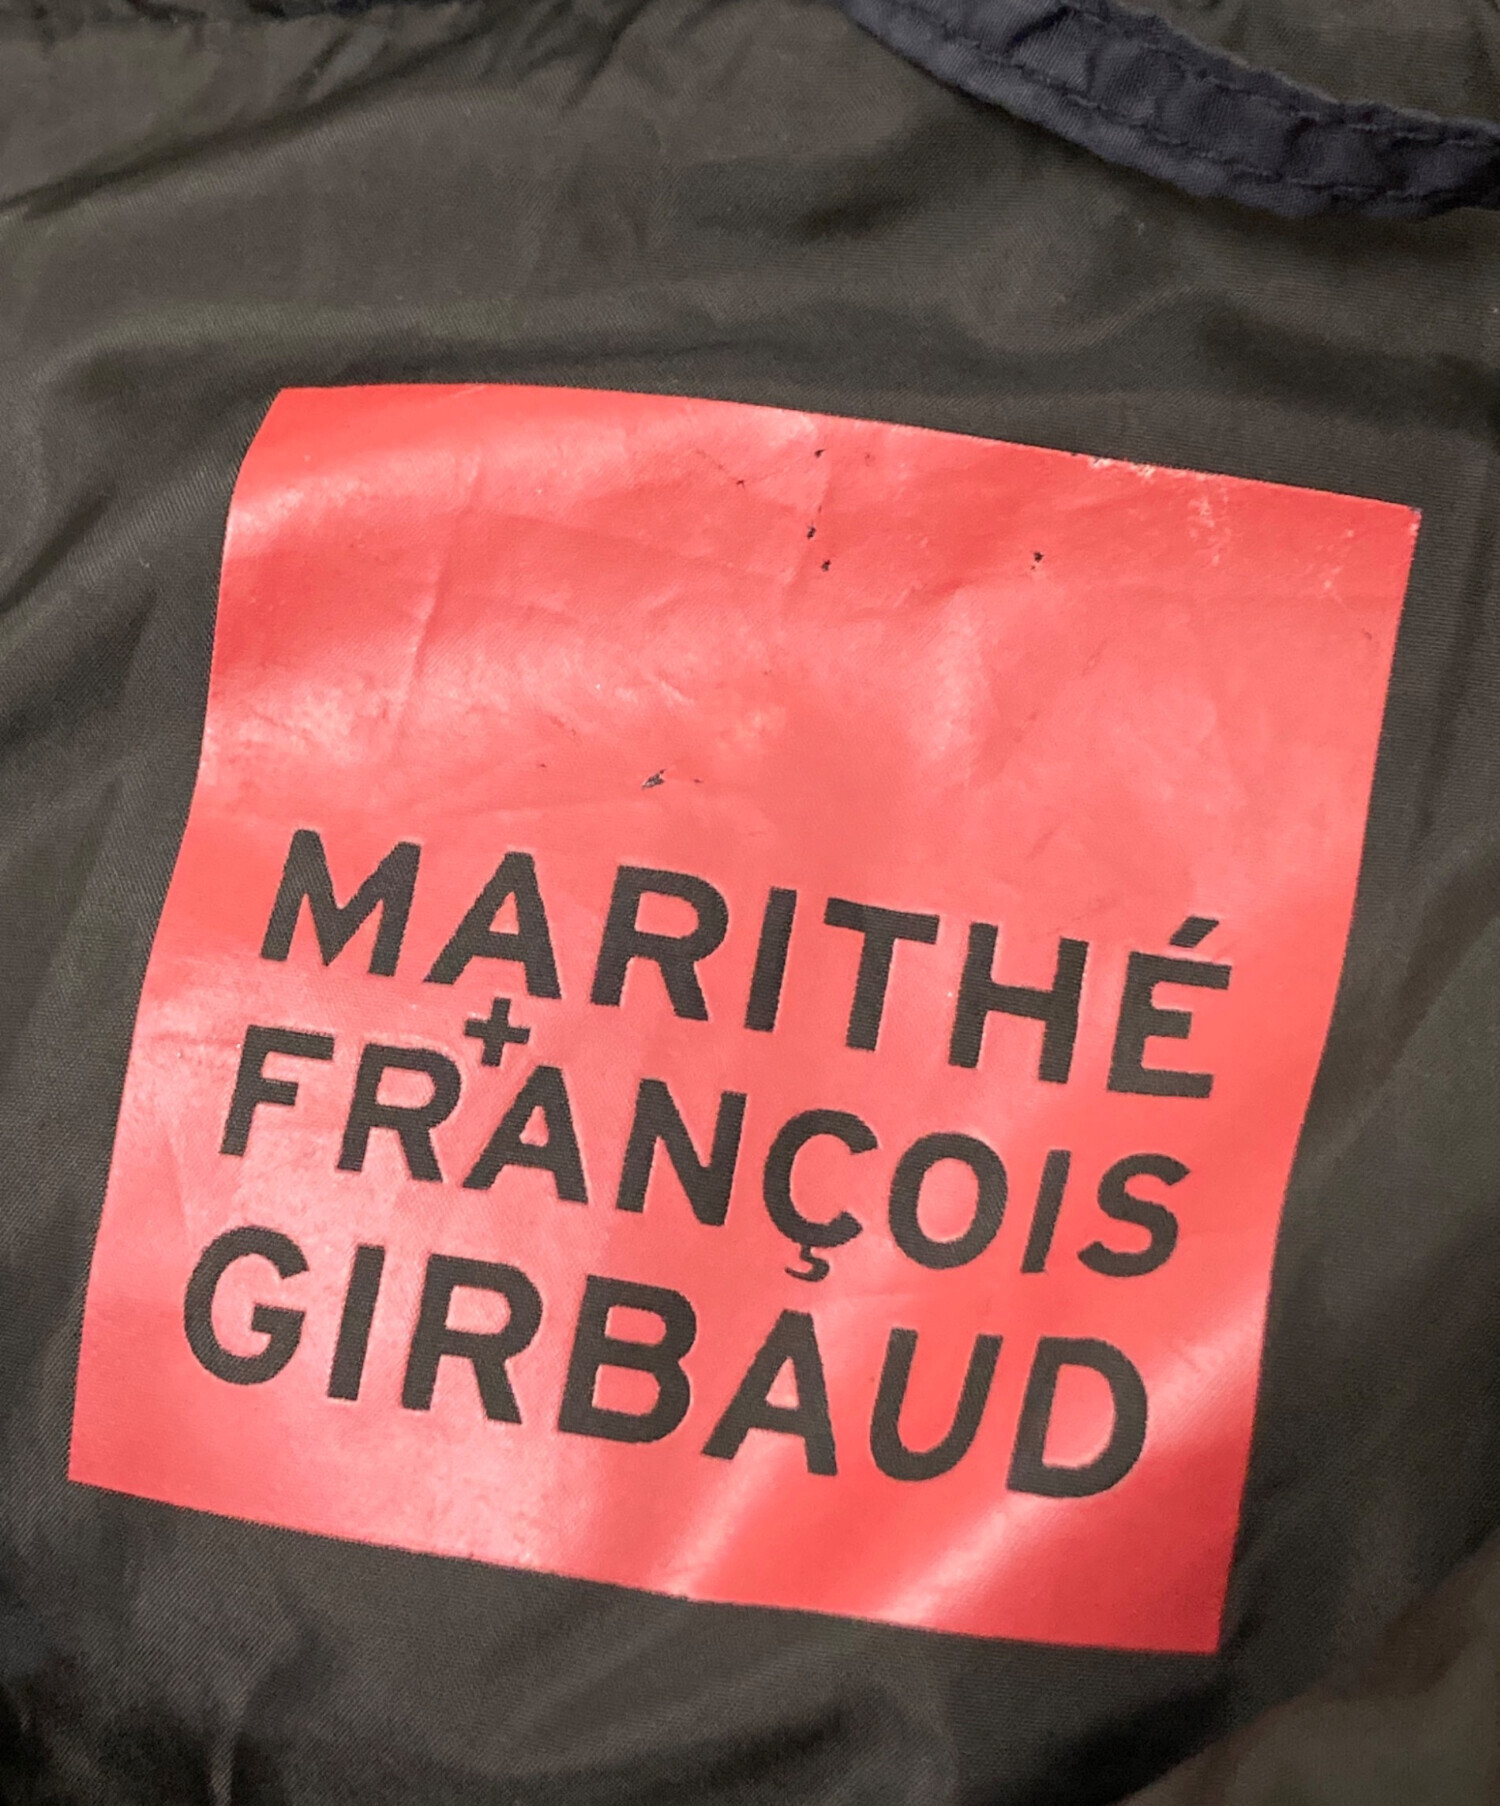 MARITHÉ
+
FRANÇOIS
GIRBAUD